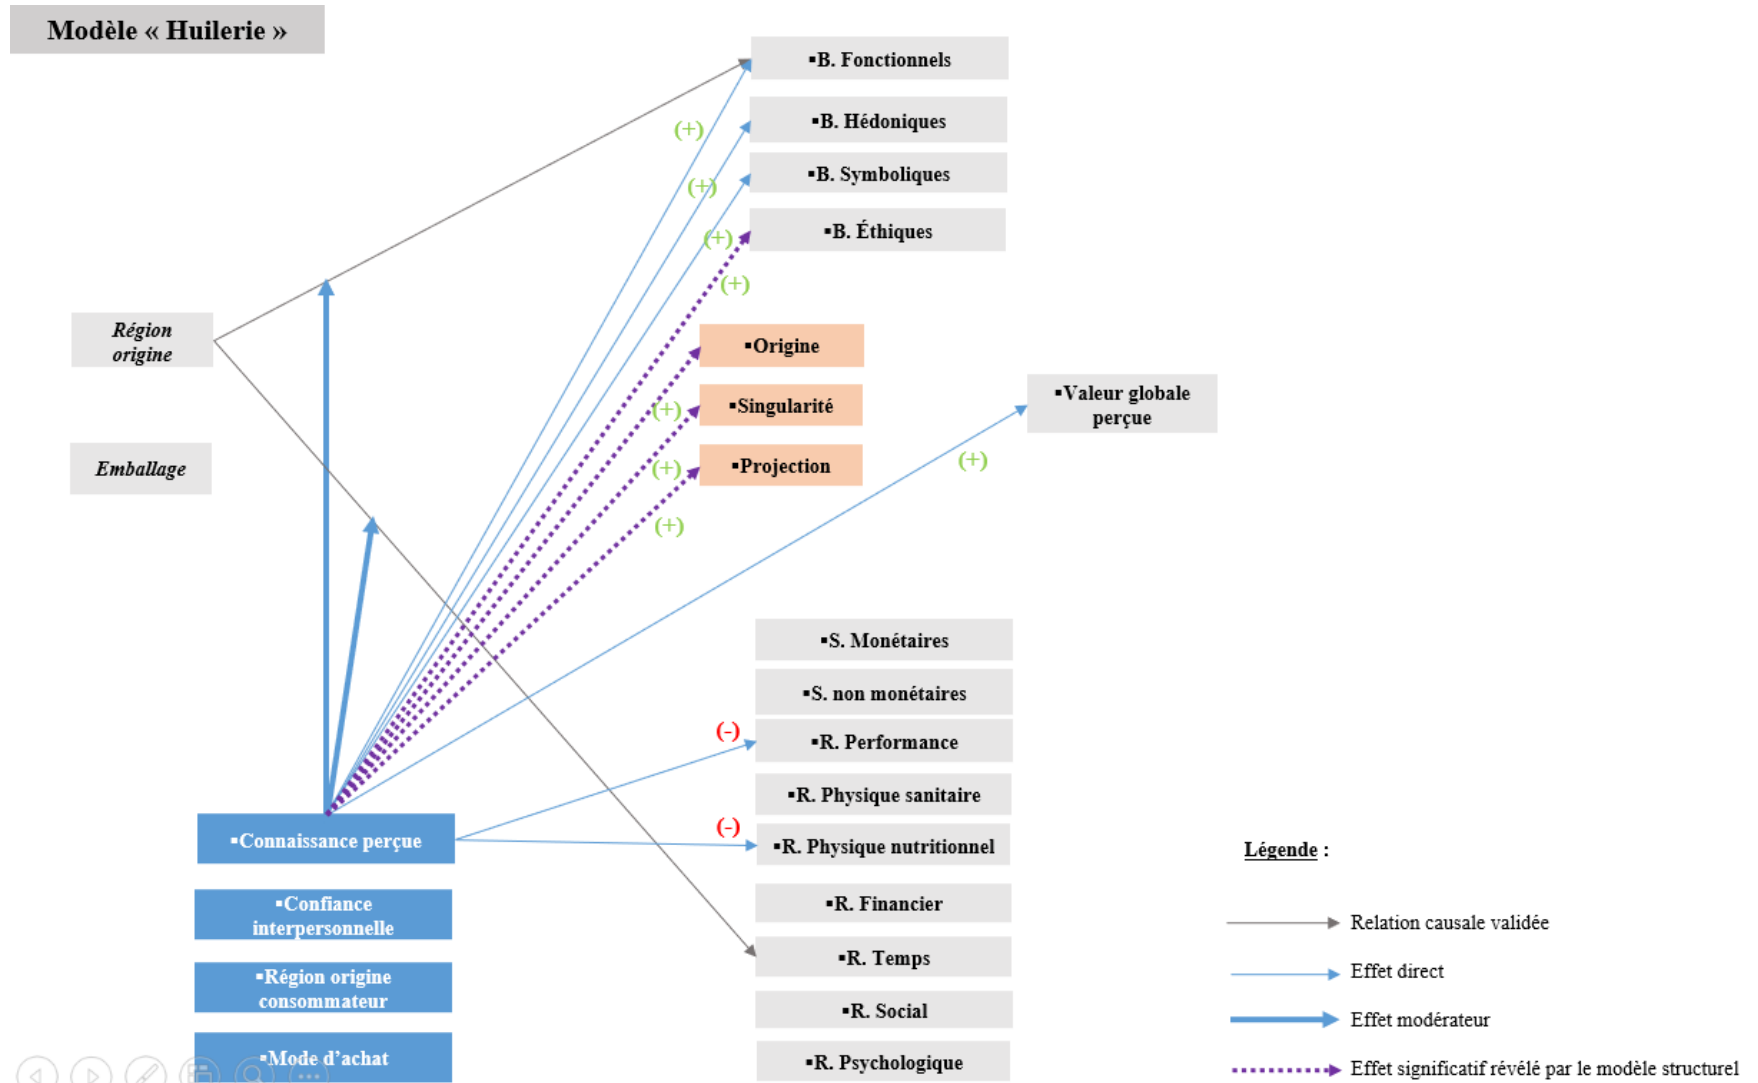 Modèle « Huilerie »
▪B. Fonctionnels
▪B. Hédoniques
(+)
▪B. Symboliques
(+)
▪B. Éthiques
(+)
(+)
Région
origine
▪Origine
▪Singularité
(+)
▪Valeur globale
perçue
Emballage
▪Projection
(+)
(+)
(+)
▪S. Monétaires
▪S. non monétaires
(-)
▪R. Performance
▪R. Physique sanitaire
(-)
▪Connaissance perçue
▪R. Physique nutritionnel
▪Confiance
interpersonnelle
▪R. Financier
▪R. Temps
▪Région origine
consommateur
▪R. Social
▪Mode d’achat
▪R. Psychologique
Légende :
Relation causale validée
Effet direct
Effet modérateur
Effet significatif révélé par le modèle structurel